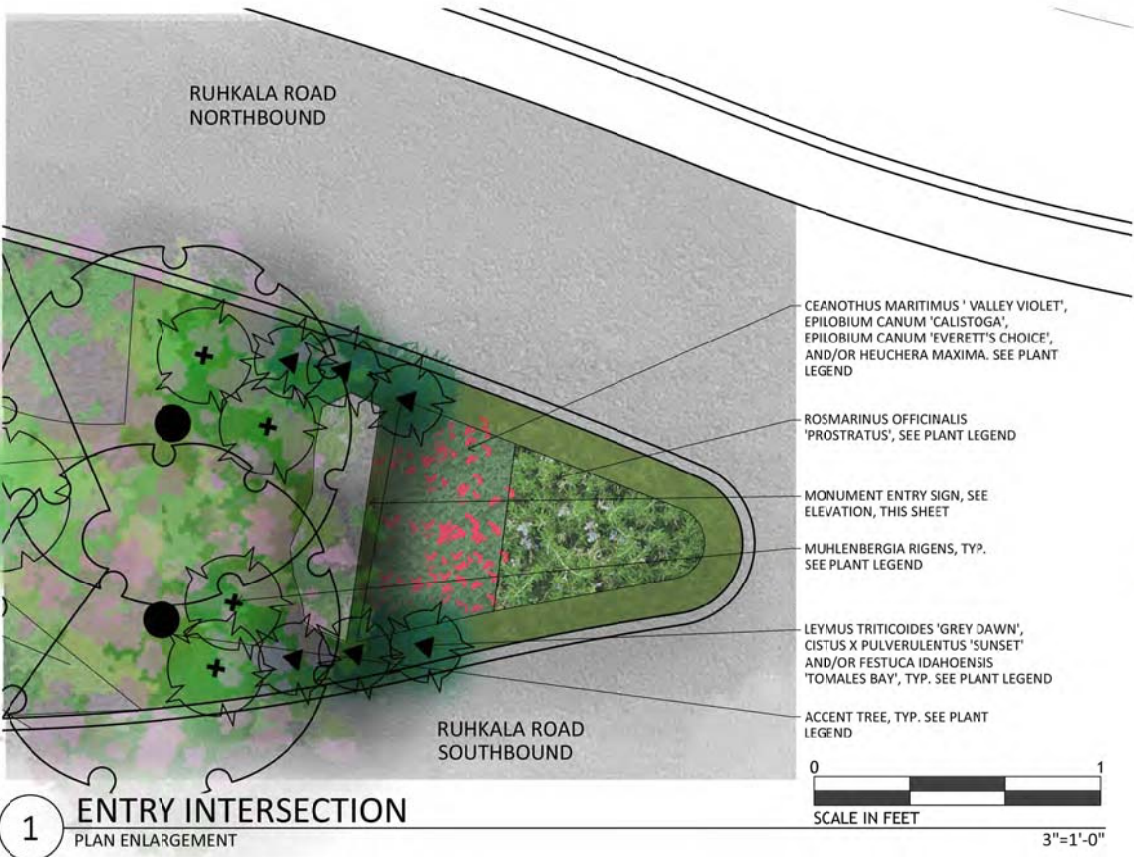 RUHKALA ROAD
NORTHBOUND
CEANOTHUS MARITIMUS ' VALLEY VIOLET',
EPILOBIUM CANUM 'CALISTOGA',
EPILOBIUM CANUM 'EVERETT'S CHOICE',
AND/OR HEUCHERA MAXIMA. SEE PLANT
LEGEND
ROSMARINUS OFFICINALIS
'PROSTRATUS', SEE PLANT LEGEND
MONUMENT ENTRY SIGN, SEE
ELEVATION, THIS SHEET
MUHLENBERGIA RIGENS, TYP.
SEE PLANT LEGEND
LEYMUS TRITICOIDES 'GREY DAWN',
CISTUS X PULVERULENTUS 'SUNSET'
AND/OR FESTUCA IDAHOENSIS
'TOMALES BAY', TYP. SEE PLANT LEGEND
ACCENT TREE, TYP. SEE PLANT
LEGEND
RUHKALA ROAD
SOUTHBOUND
0 1
SCALE IN FEET
3"=1'-0"
1
ENTRY INTERSECTION
PLAN ENLARGEMENT